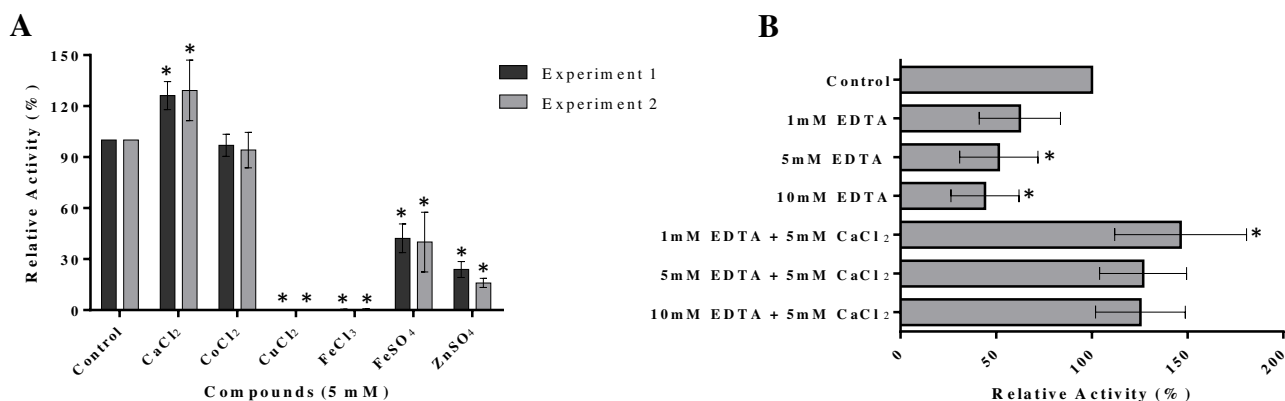 A
150
120
90
60
30
0
Relative Activity (%)
* * * * * * * * * *
Experiment 1
Experiment 2
Control
CaCl₂
CoCl₂
CuCl₂
FeCl₃
FeSO₄
ZnSO₄
Compounds (5 mM)
B
Control
1mM EDTA
5mM EDTA *
10mM EDTA *
1mM EDTA + 5mM CaCl₂ *
5mM EDTA + 5mM CaCl₂
10mM EDTA + 5mM CaCl₂
0
50
100
150
200
Relative Activity (%)